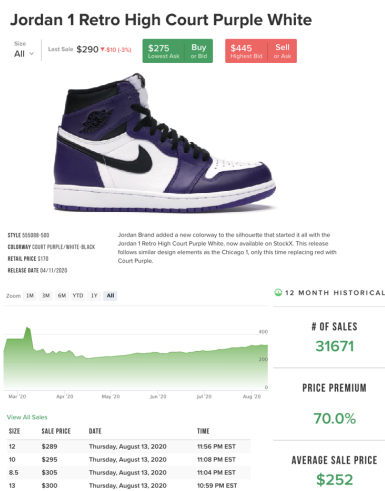 Jordan 1 Retro High Court Purple White
Size
All
Last Sale $290 ▼-$10 (-3%)
$275
Lowest Ask
Buy
or Bid
$445
Highest Bid
Sell
or Ask
STYLE 555088-500
COLORWAY COURT PURPLE/WHITE-BLACK
RETAIL PRICE $170
RELEASE DATE 04/11/2020
Jordan Brand added a new colorway to the silhouette that started it all with the
Jordan 1 Retro High Court Purple White, now available on StockX. This release
follows similar design elements as the Chicago 1, only this time replacing red with
Court Purple.
Zoom 1M 3M 6M YTD 1Y All
400
200
0
Mar '20 Apr '20 May '20 Jun '20 Jul '20 Aug '20
View All Sales
SIZE SALE PRICE DATE TIME
12 $289 Thursday, August 13, 2020 11:56 PM EST
10 $295 Thursday, August 13, 2020 11:08 PM EST
8.5 $305 Thursday, August 13, 2020 11:04 PM EST
13 $300 Thursday, August 13, 2020 10:59 PM EST
12 MONTH HISTORICAL
# OF SALES
31671
PRICE PREMIUM
70.0%
AVERAGE SALE PRICE
$252